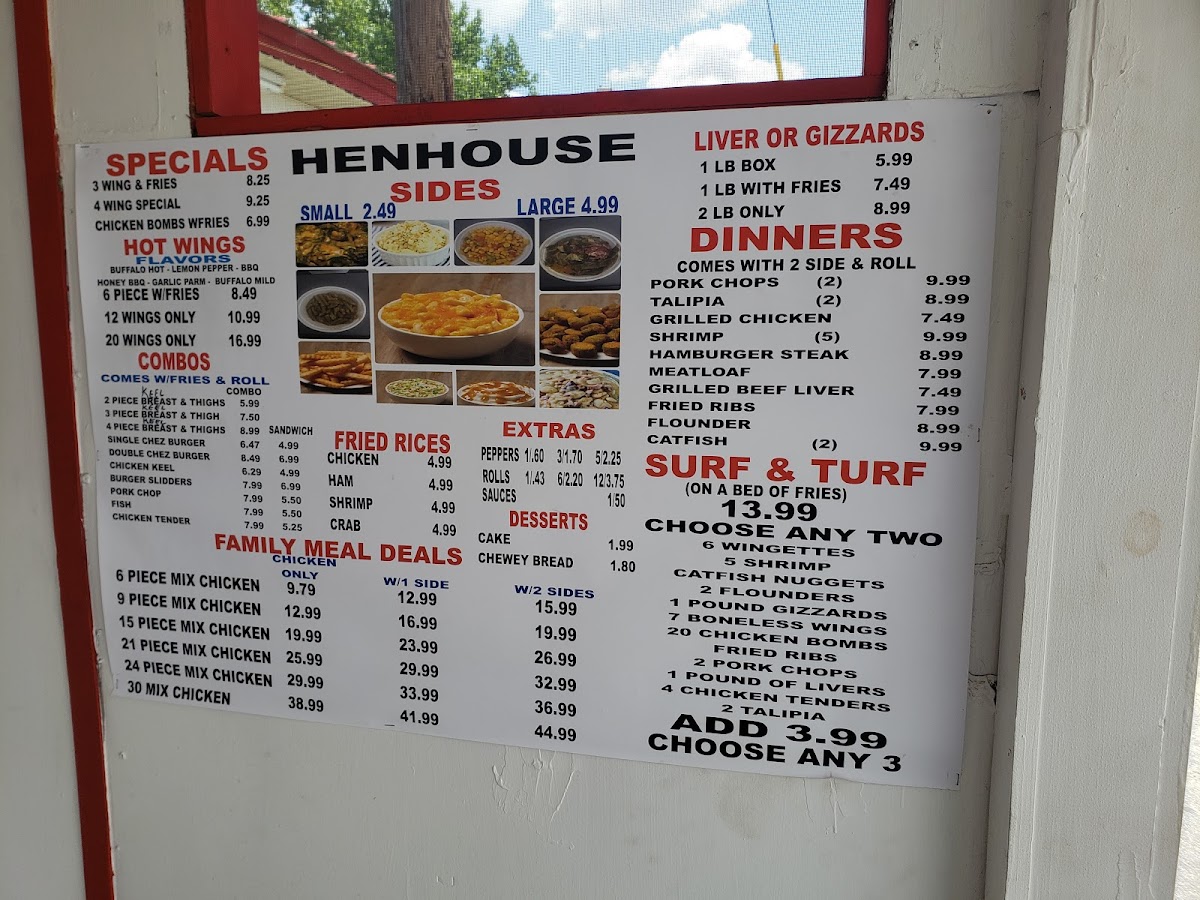 HENHOUSE
SPECIALS
3 WING & FRIES 8.25
4 WING SPECIAL 9.25
CHICKEN BOMBS WFRIES 6.99
HOT WINGS
FLAVORS
BUFFALO HOT - LEMON PEPPER - BBQ
HONEY BBQ - GARLIC PARM - BUFFALO MILD
6 PIECE W/FRIES 8.49
12 WINGS ONLY 10.99
20 WINGS ONLY 16.99
COMBOS
COMES W/FRIES & ROLL
COMBO
KEEL
2 PIECE BREAST & THIGHS 5.99
KEEL
3 PIECE BREAST & THIGH 7.50
KEEL
4 PIECE BREAST & THIGHS 8.99 SANDWICH
SINGLE CHEZ BURGER 6.47 4.99
DOUBLE CHEZ BURGER 8.49 6.99
CHICKEN KEEL 6.29 4.99
BURGER SLIDDERS 7.99 6.99
PORK CHOP 7.99 5.50
FISH 7.99 5.50
CHICKEN TENDER 7.99 5.25
SIDES
SMALL 2.49 LARGE 4.99
FRIED RICES
CHICKEN 4.99
HAM 4.99
SHRIMP 4.99
CRAB 4.99
EXTRAS
PEPPERS 1/.60 3/1.70 5/2.25
ROLLS 1/.43 6/2.20 12/3.75
SAUCES 1/50
DESSERTS
CAKE 1.99
CHEWEY BREAD 1.80
FAMILY MEAL DEALS
CHICKEN
ONLY W/1 SIDE W/2 SIDES
6 PIECE MIX CHICKEN 9.79 12.99 15.99
9 PIECE MIX CHICKEN 12.99 16.99 19.99
15 PIECE MIX CHICKEN 19.99 23.99 26.99
21 PIECE MIX CHICKEN 25.99 29.99 32.99
24 PIECE MIX CHICKEN 29.99 33.99 36.99
30 MIX CHICKEN 38.99 41.99 44.99
LIVER OR GIZZARDS
1 LB BOX 5.99
1 LB WITH FRIES 7.49
2 LB ONLY 8.99
DINNERS
COMES WITH 2 SIDE & ROLL
PORK CHOPS (2) 9.99
TALIPIA (2) 8.99
GRILLED CHICKEN 7.49
SHRIMP (5) 9.99
HAMBURGER STEAK 8.99
MEATLOAF 7.99
GRILLED BEEF LIVER 7.49
FRIED RIBS 7.99
FLOUNDER 8.99
CATFISH (2) 9.99
SURF & TURF
(ON A BED OF FRIES)
13.99
CHOOSE ANY TWO
6 WINGETTES
5 SHRIMP
CATFISH NUGGETS
2 FLOUNDERS
1 POUND GIZZARDS
7 BONELESS WINGS
20 CHICKEN BOMBS
FRIED RIBS
2 PORK CHOPS
1 POUND OF LIVERS
4 CHICKEN TENDERS
2 TALIPIA
ADD 3.99
CHOOSE ANY 3